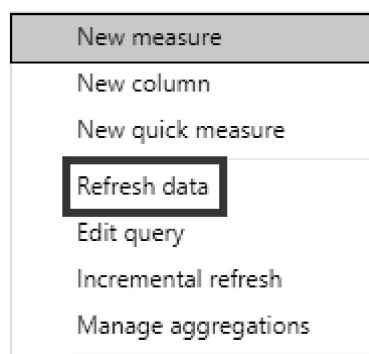 New measure
New column
New quick measure
Refresh data
Edit query
Incremental refresh
Manage aggregations